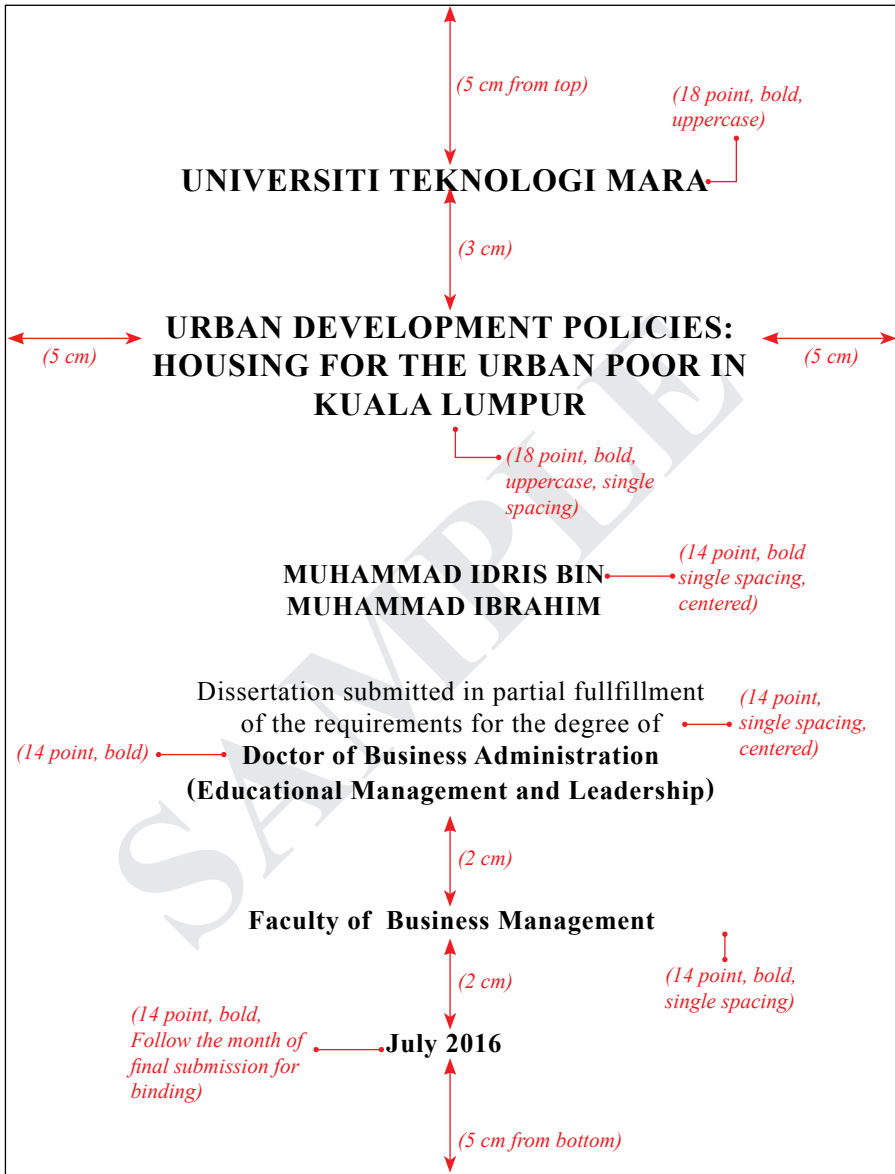 (5 cm from top)
(18 point, bold,
uppercase)
UNIVERSITI TEKNOLOGI MARA
(3 cm)
URBAN DEVELOPMENT POLICIES:
HOUSING FOR THE URBAN POOR IN
KUALA LUMPUR
(5 cm)
(5 cm)
(18 point, bold,
uppercase, single
spacing)
MUHAMMAD IDRIS BIN
MUHAMMAD IBRAHIM
(14 point, bold
single spacing,
centered)
Dissertation submitted in partial fullfillment
of the requirements for the degree of
Doctor of Business Administration
(Educational Management and Leadership)
(14 point,
single spacing,
centered)
(14 point, bold)
(2 cm)
Faculty of Business Management
(2 cm)
(14 point, bold,
single spacing)
(14 point, bold,
Follow the month of
final submission for
binding)
July 2016
(5 cm from bottom)
SAMPLE